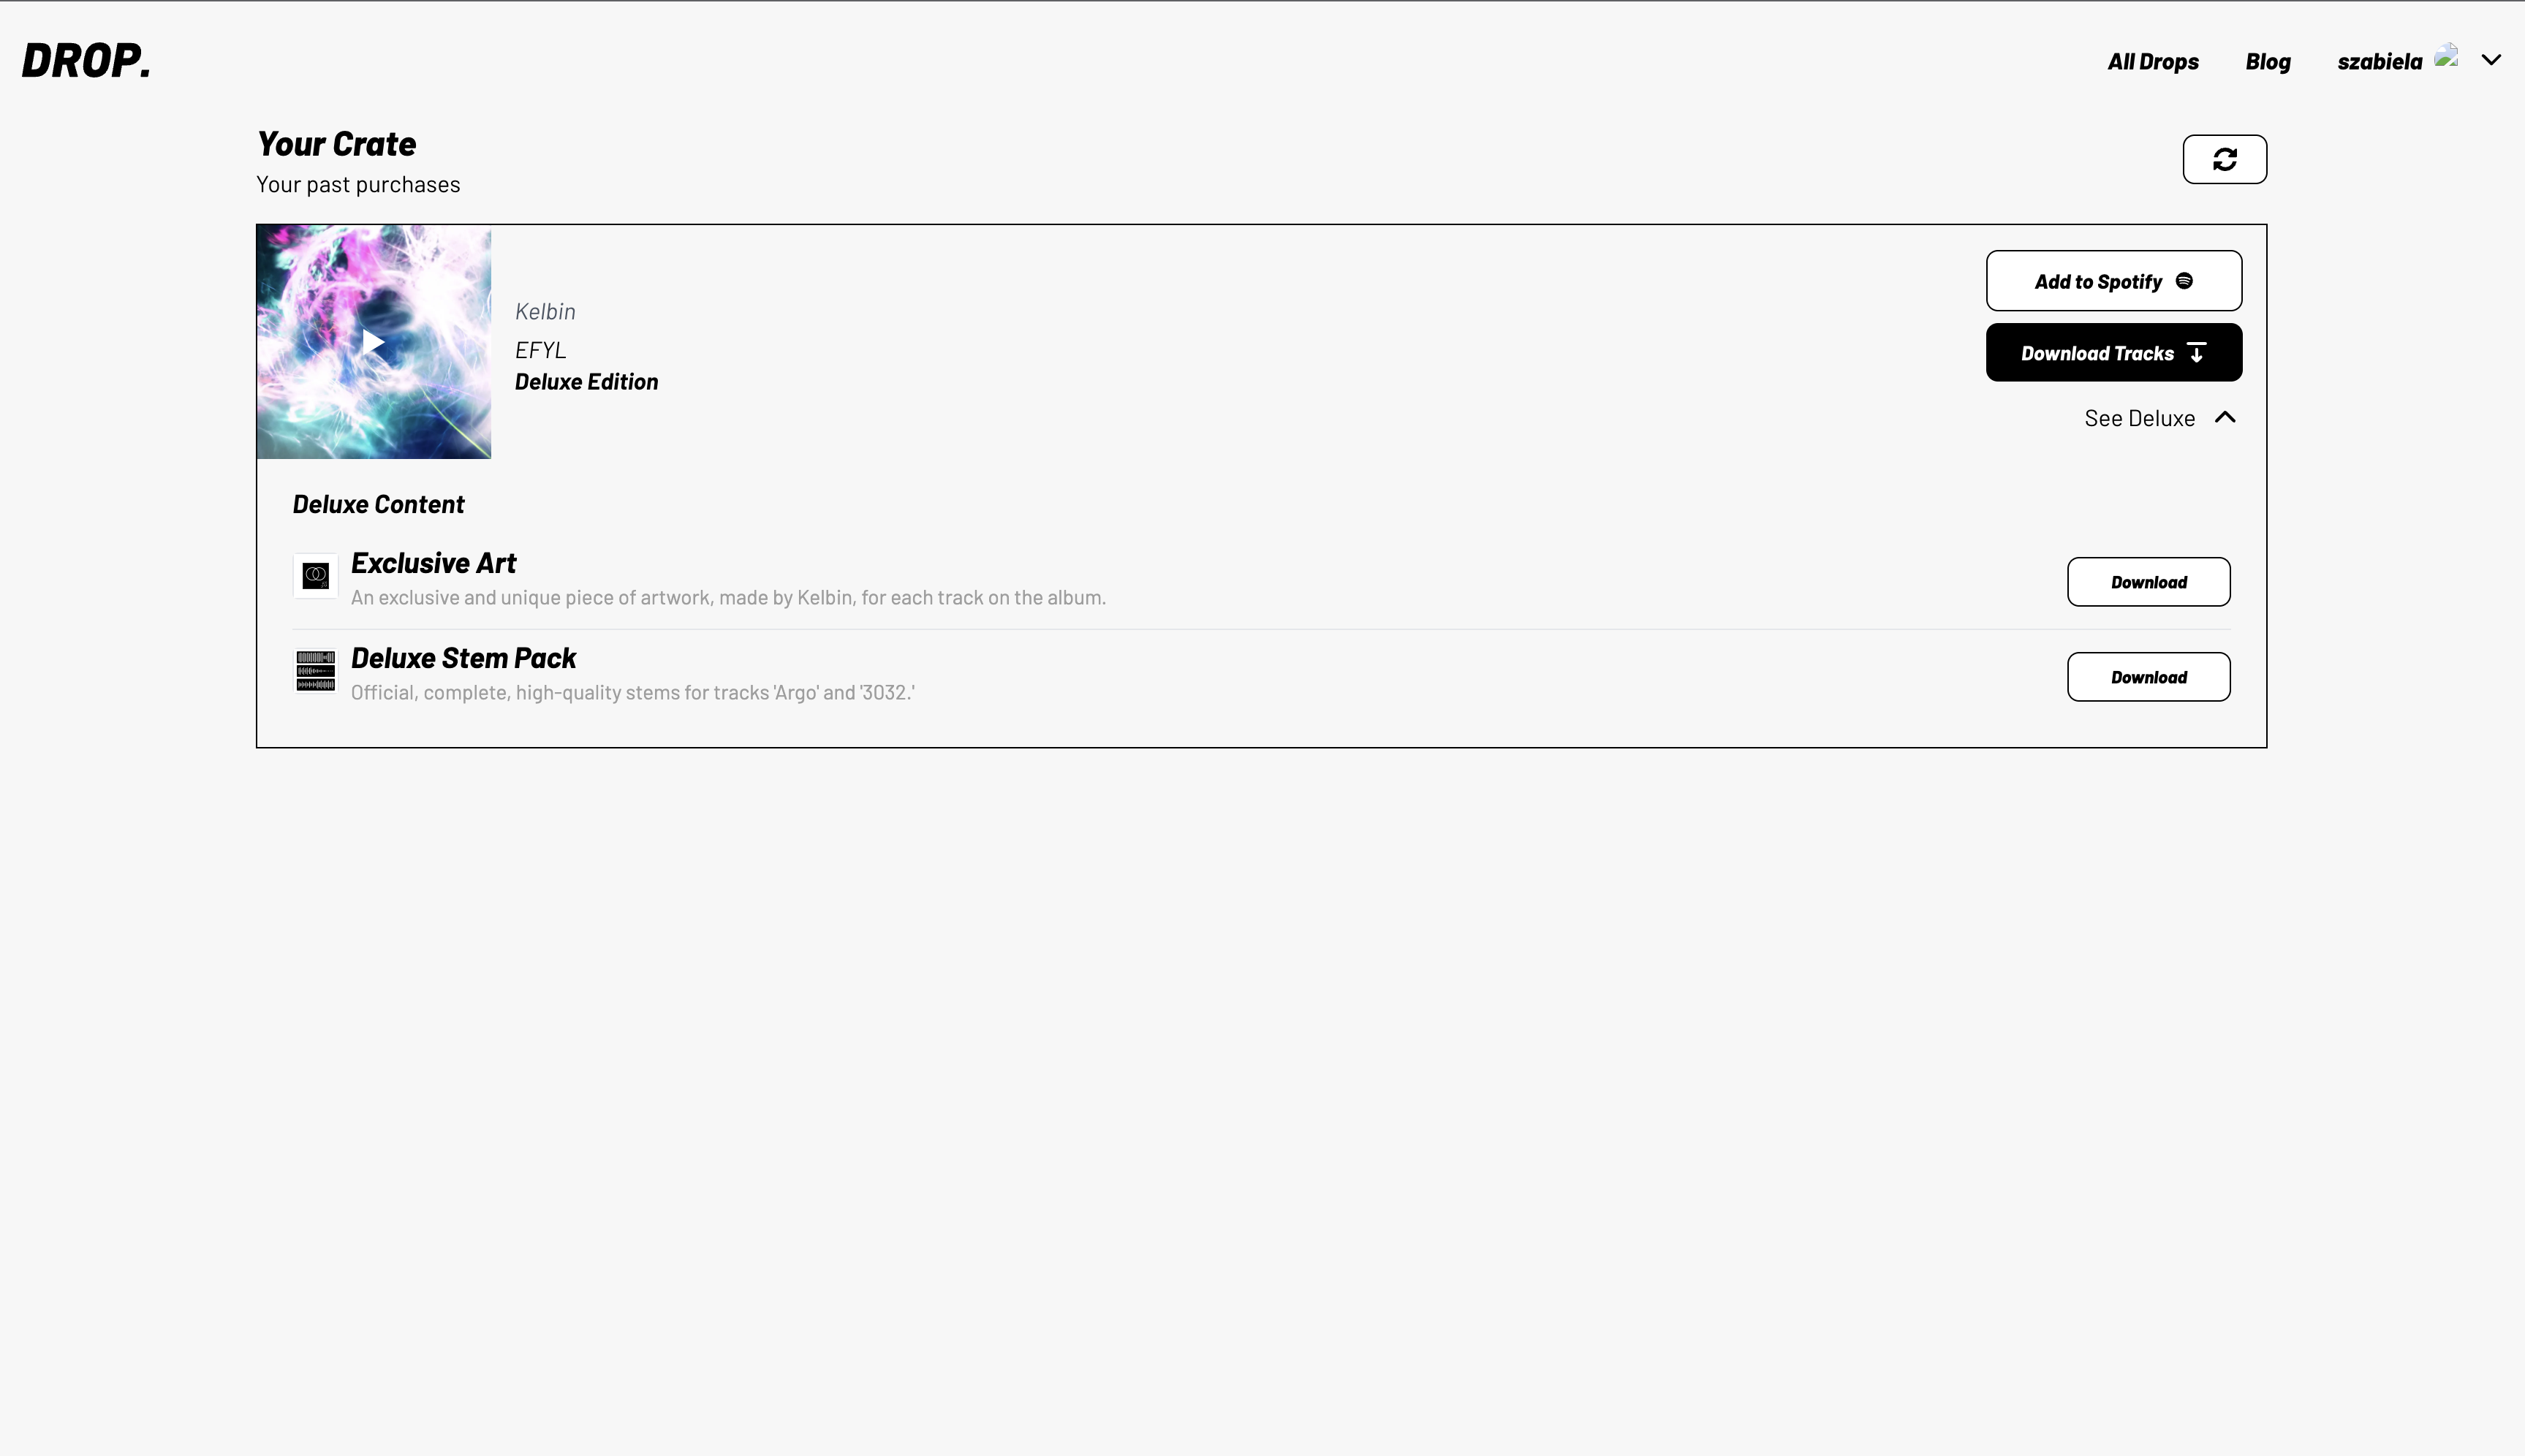 DROP.
All Drops
Blog
szabiela
Your Crate
Your past purchases
Kelbin
EFYL
Deluxe Edition
Add to Spotify
Download Tracks
See Deluxe
Deluxe Content
Exclusive Art
An exclusive and unique piece of artwork, made by Kelbin, for each track on the album.
Download
Deluxe Stem Pack
Official, complete, high-quality stems for tracks 'Argo' and '3032.'
Download